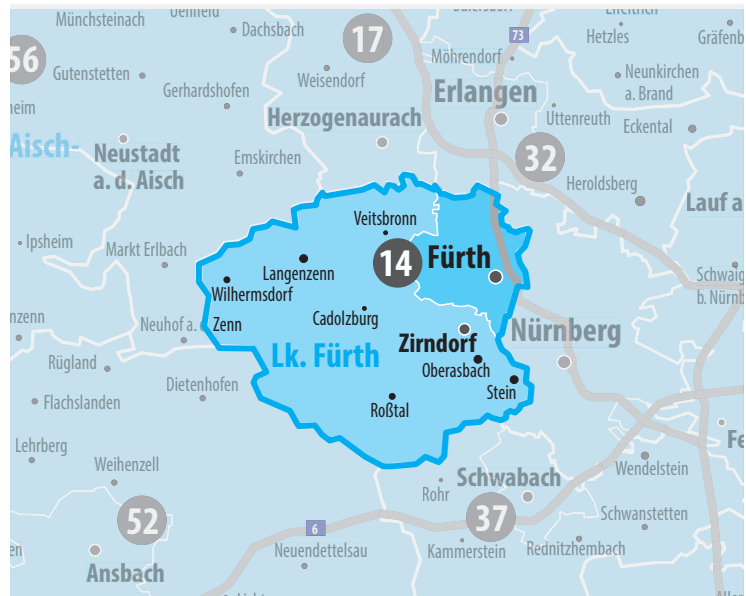 Münchsteinach
Dachsbach
17
73
Hetzles
Gräfenb
56
Gutenstetten
Weisendorf
Möhrendorf
Neunkirchen
a. Brand
heim
Gerhardshofen
Erlangen
Herzogenaurach
Uttenreuth
Eckental
Aisch-
Neustadt
a. d. Aisch
Emskirchen
32
Heroldsberg
Lauf a
Veitsbronn
Ipsheim
Markt Erlbach
Langenzenn
14
Fürth
Schwaig
b. Nürnb
Wilhermsdorf
Cadolzburg
enzenn
Neuhof a. d.
Zenn
Zirndorf
Nürnberg
Rügland
Lk. Fürth
Oberasbach
Dietenhofen
Stein
Flachslanden
Roßtal
Fe
Lehrberg
Weihenzell
Schwabach
Wendelstein
Rohr
52
37
Schwanstetten
6
en
Neuendettelsau
Kammerstein
Rednitzhembach
Ansbach